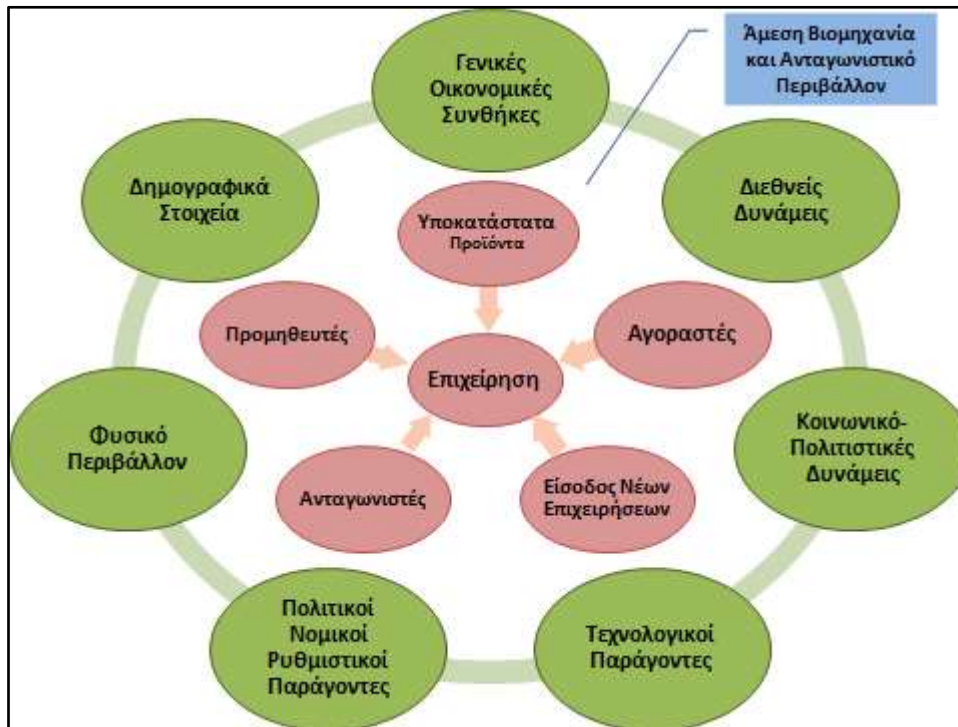 Άμεση Βιομηχανία
και Ανταγωνιστικό
Περιβάλλον
Γενικές
Οικονομικές
Συνθήκες
Δημογραφικά
Στοιχεία
Διεθνείς
Δυνάμεις
Υποκατάστατα
Προϊόντα
Προμηθευτές
Αγοραστές
Επιχείρηση
Φυσικό
Περιβάλλον
Κοινωνικό-
Πολιτιστικές
Δυνάμεις
Ανταγωνιστές
Είσοδος Νέων
Επιχειρήσεων
Πολιτικοί
Νομικοί
Ρυθμιστικοί
Παράγοντες
Τεχνολογικοί
Παράγοντες